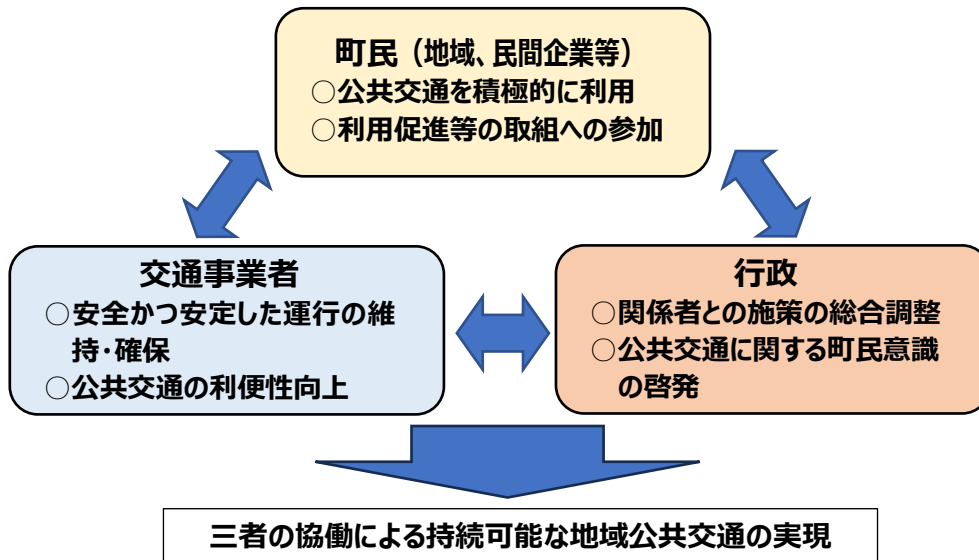 町民（地域、民間企業等）
○公共交通を積極的に利用
○利用促進等の取組への参加
交通事業者
○安全かつ安定した運行の維
持・確保
○公共交通の利便性向上
行政
○関係者との施策の総合調整
○公共交通に関する町民意識
の啓発
三者の協働による持続可能な地域公共交通の実現